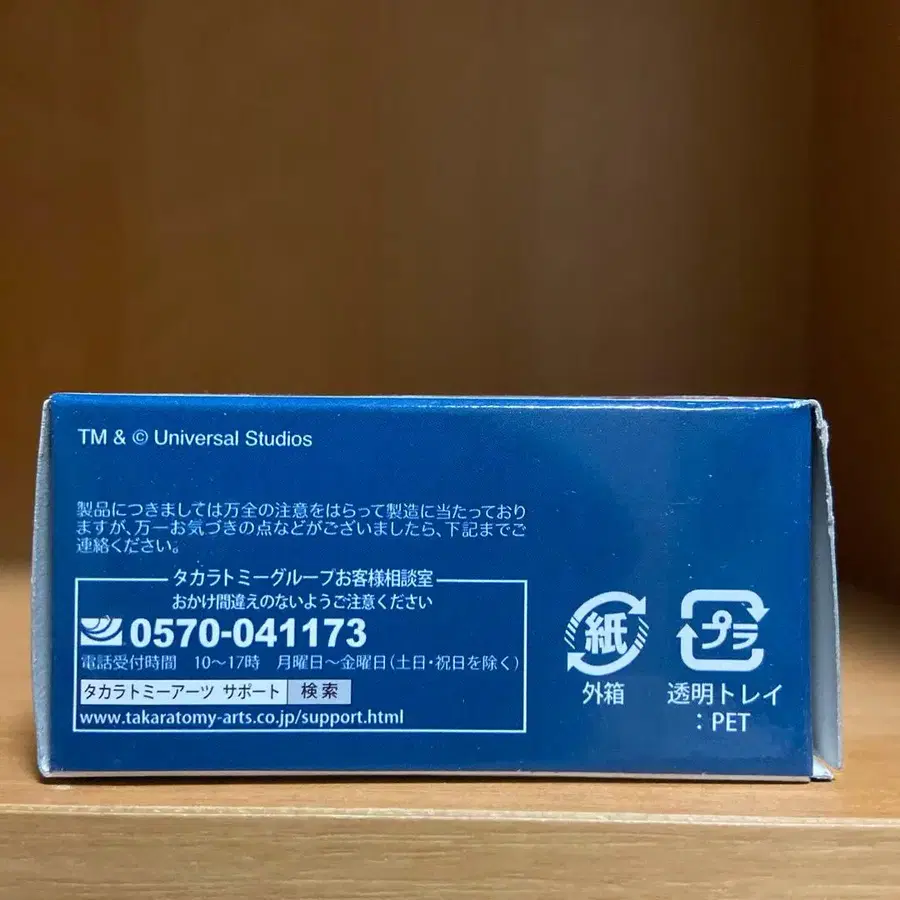 TM & © Universal Studios
製品につきましては万全の注意をはらって製造に当たっており
ますが、万一お気づきの点などがございましたら、下記までご
連絡ください。
タカラトミーグループお客様相談室
おかけ間違えのないようご注意ください
0570-041173
電話受付時間 10〜17時 月曜日〜金曜日(土日・祝日を除く)
タカラトミーアーツ サポート 検索
www.takaratomy-arts.co.jp/support.html
紙
外箱
プラ
透明トレイ
:PET